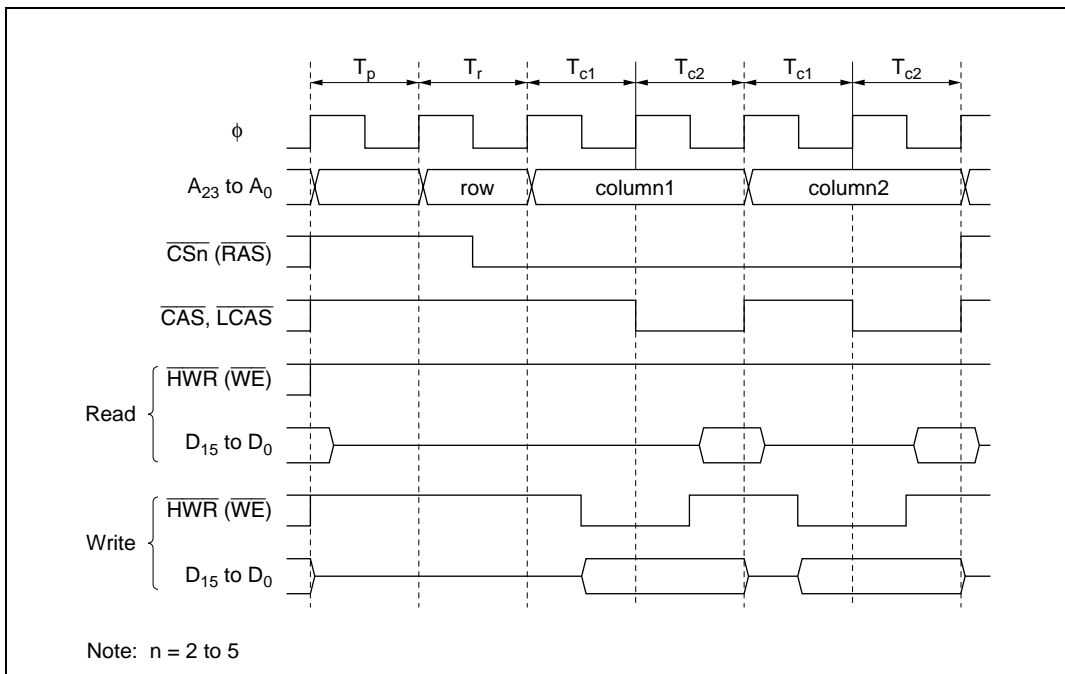 Tp Tr Tc1 Tc2 Tc1 Tc2
φ
A23 to A0 row column1 column2
CSn (RAS)
CAS, LCAS
Read HWR (WE)
D15 to D0
Write HWR (WE)
D15 to D0
Note: n = 2 to 5